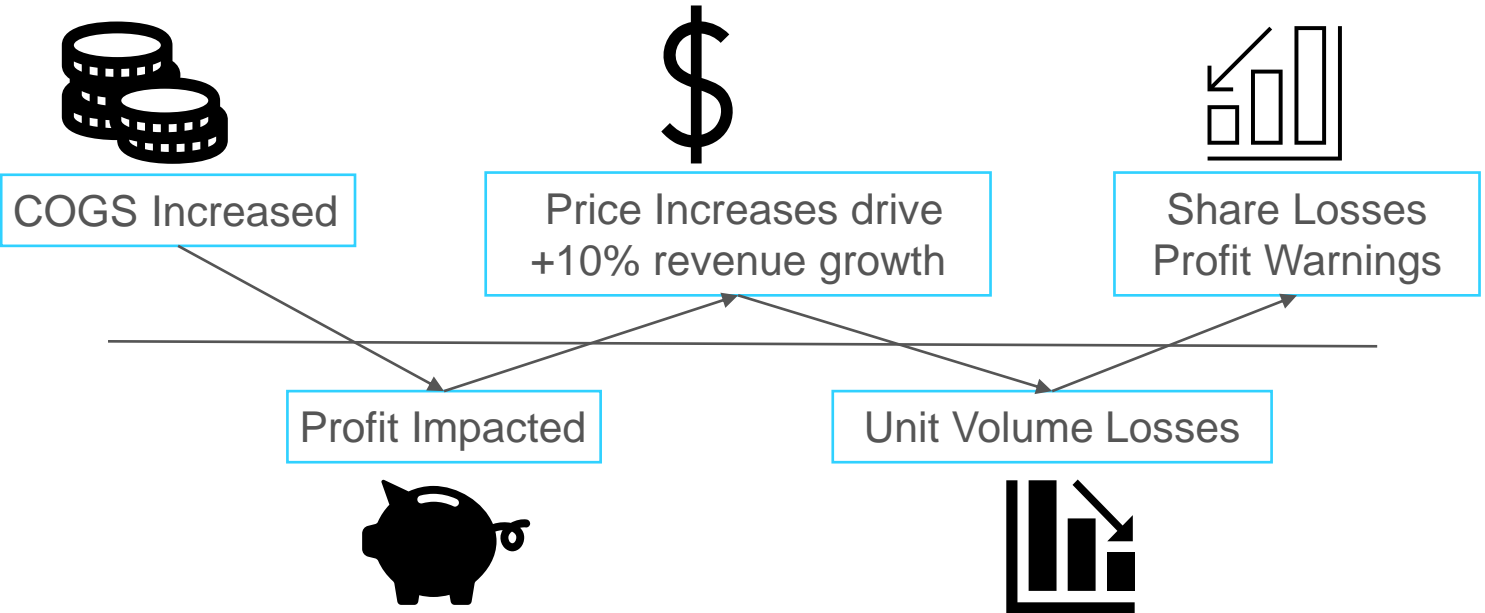 COGS Increased
Profit Impacted
Price Increases drive
+10% revenue growth
Unit Volume Losses
Share Losses
Profit Warnings